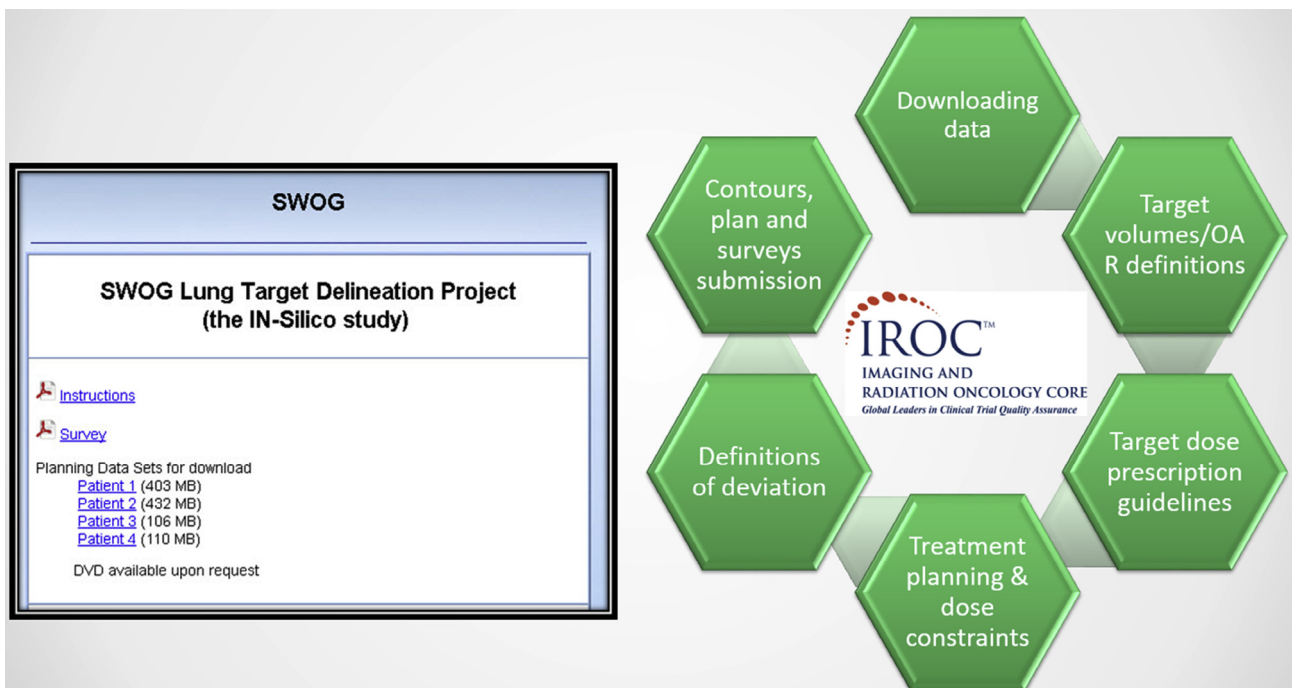 SWOG
SWOG Lung Target Delineation Project
(the IN-Silico study)
Instructions
Survey
Planning Data Sets for download
Patient 1 (403 MB)
Patient 2 (432 MB)
Patient 3 (106 MB)
Patient 4 (110 MB)
DVD available upon request
Downloading
data
Target
volumes/OA
R definitions
Target dose
prescription
guidelines
Treatment
planning &
dose
constraints
Definitions
of deviation
Contours,
plan and
surveys
submission
IROC™
IMAGING AND
RADIATION ONCOLOGY CORE
Global Leaders in Clinical Trial Quality Assurance